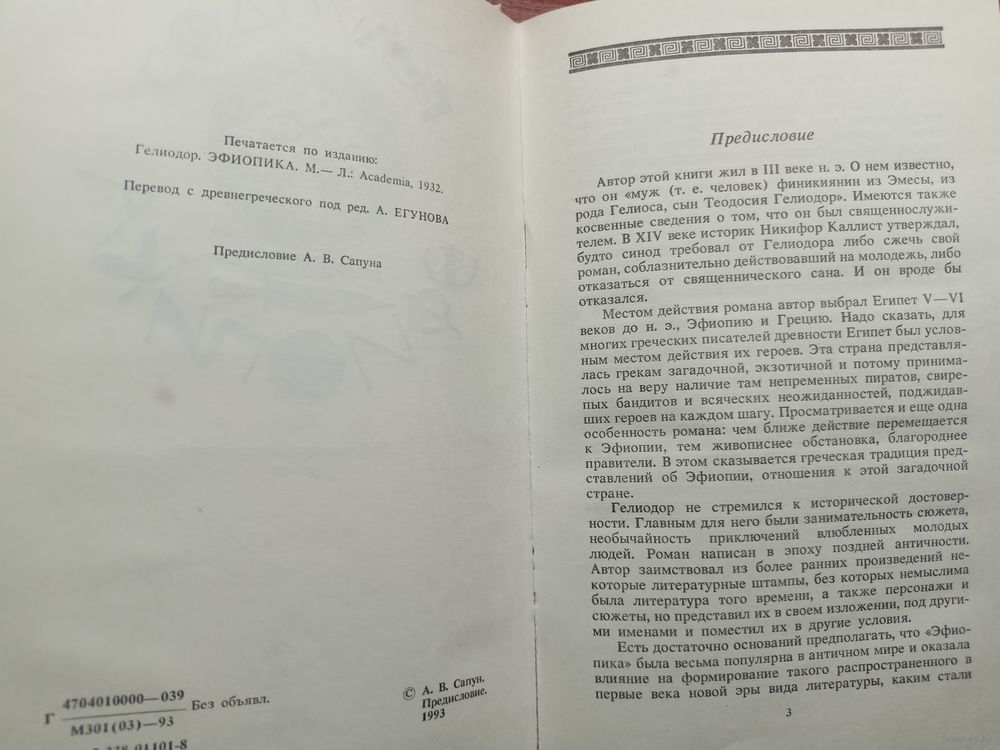 Печатается по изданию:
Гелиодор. ЭФИОПИКА. М.— Л.: Academia, 1932.
Перевод с древнегреческого под ред. А. ЕГУНОВА
Предисловие А. В. Сапуна
Г 4704010000—039
М301(03)—93
Без объявл.
© А. В. Сапун.
Предисловие.
1993
Предисловие
Автор этой книги жил в III веке н. э. О нем известно,
что он «муж (т. е. человек) финикиянин из Эмесы, из
рода Гелиоса, сын Теодосия Гелиодор». Имеются также
косвенные сведения о том, что он был священнослужи-
телем. В XIV веке историк Никифор Каллист утверждал,
будто синод требовал от Гелиодора либо сжечь свой
роман, соблазнительно действовавший на молодежь, либо
отказаться от священнического сана. И он вроде бы
отказался.
Местом действия романа автор выбрал Египет V—VI
веков до н. э., Эфиопию и Грецию. Надо сказать, для
многих греческих писателей древности Египет был услов-
ным местом действия их героев. Эта страна представля-
лась грекам загадочной, экзотичной и потому принима-
лось на веру наличие там непременных пиратов, свире-
пых бандитов и всяческих неожиданностей, поджидав-
ших героев на каждом шагу. Просматривается и еще одна
особенность романа: чем ближе действие перемещается
к Эфиопии, тем живописнее обстановка, благороднее
правители. В этом сказывается греческая традиция пред-
ставлений об Эфиопии, отношения к этой загадочной
стране.
Гелиодор не стремился к исторической достовер-
ности. Главным для него были занимательность сюжета,
необычайность приключений влюбленных молодых
людей. Роман написан в эпоху поздней античности.
Автор заимствовал из более ранних произведений не-
которые литературные штампы, без которых немыслима
была литература того времени, а также персонажи и
сюжеты, но представил их в своем изложении, под други-
ми именами и поместил их в другие условия.
Есть достаточно оснований предполагать, что «Эфио-
пика» была весьма популярна в античном мире и оказала
влияние на формирование такого распространенного в
первые века новой эры вида литературы, каким стали
3